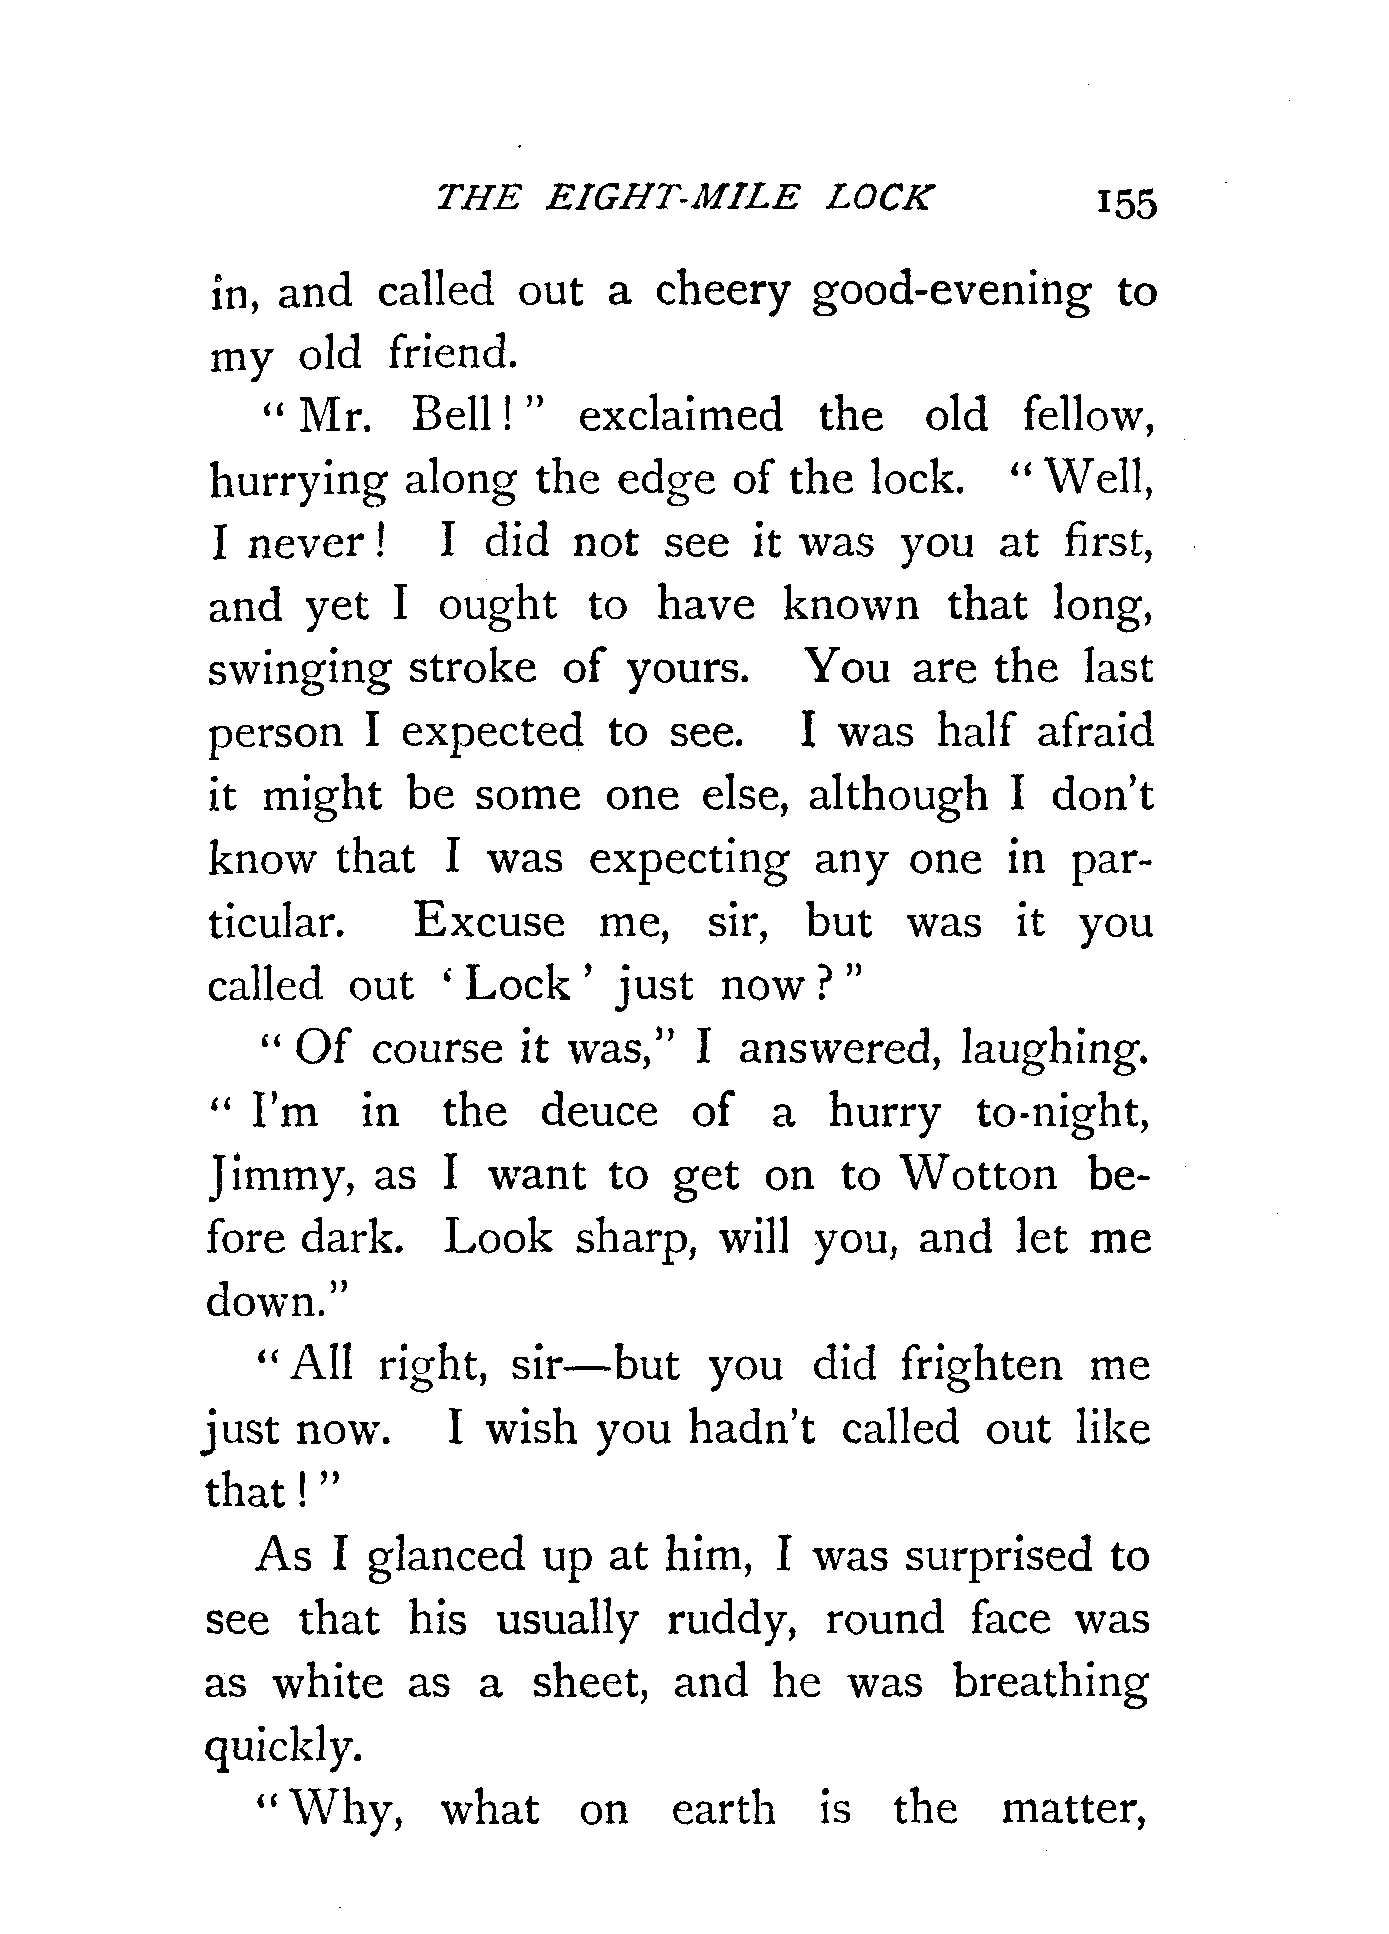 THE EIGHT-MILE LOCK 155
in, and called out a cheery good-evening to
my old friend.
" Mr. Bell! " exclaimed the old fellow,
hurrying along the edge of the lock. " Well,
I never! I did not see it was you at first,
and yet I ought to have known that long,
swinging stroke of yours. You are the last
person I expected to see. I was half afraid
it might be some one else, although I don't
know that I was expecting any one in par-
ticular. Excuse me, sir, but was it you
called out ' Lock ' just now ? "
" Of course it was," I answered, laughing.
" I'm in the deuce of a hurry to-night,
Jimmy, as I want to get on to Wotton be-
fore dark. Look sharp, will you, and let me
down."
" All right, sir—but you did frighten me
just now. I wish you hadn't called out like
that ! "
As I glanced up at him, I was surprised to
see that his usually ruddy, round face was
as white as a sheet, and he was breathing
quickly.
" Why, what on earth is the matter,